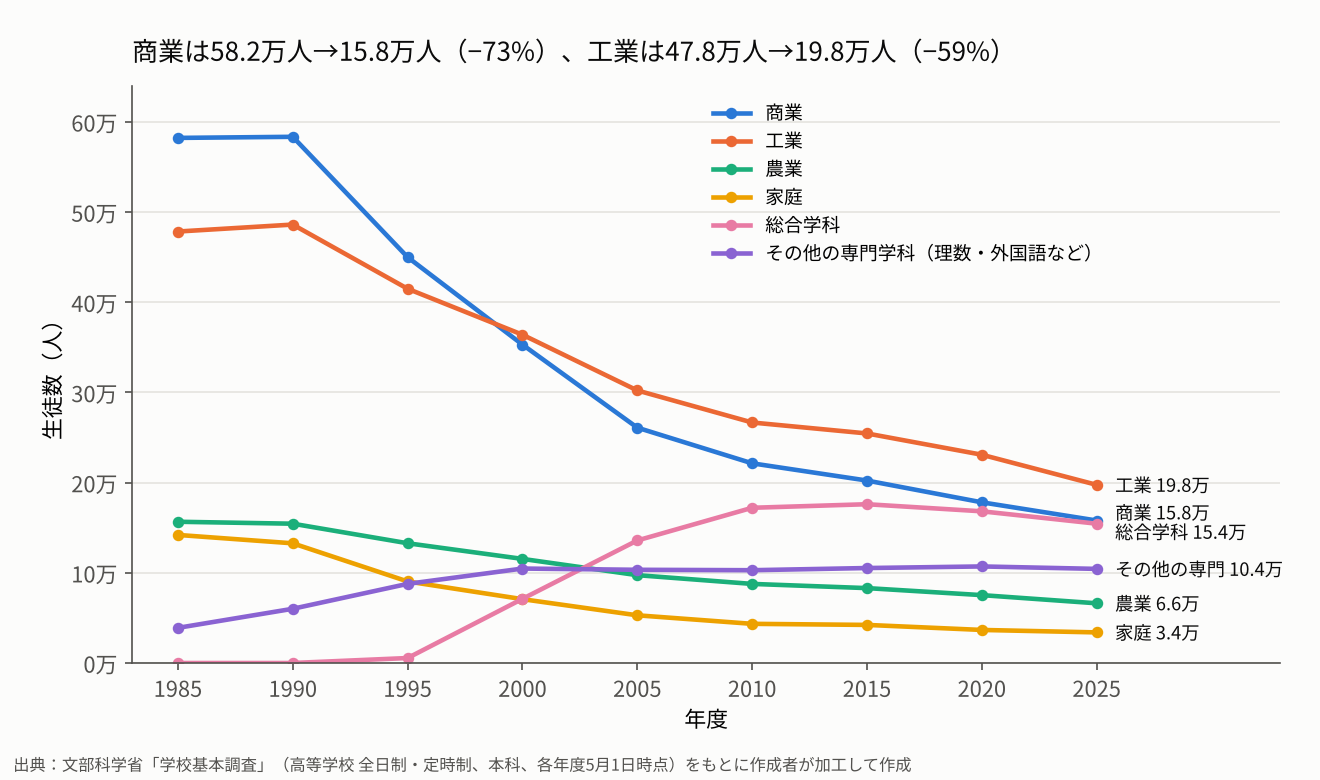 商業は58.2万人→15.8万人（−73%）、工業は47.8万人→19.8万人（−59%）
商業
工業
農業
家庭
総合学科
その他の専門学科（理数・外国語など）
生徒数（人）
60万
50万
40万
30万
20万
10万
0万
工業 19.8万
商業 15.8万
総合学科 15.4万
その他の専門 10.4万
農業 6.6万
家庭 3.4万
1985 1990 1995 2000 2005 2010 2015 2020 2025
年度
出典：文部科学省「学校基本調査」（高等学校 全日制・定時制、本科、各年度5月1日時点）をもとに作成者が加工して作成